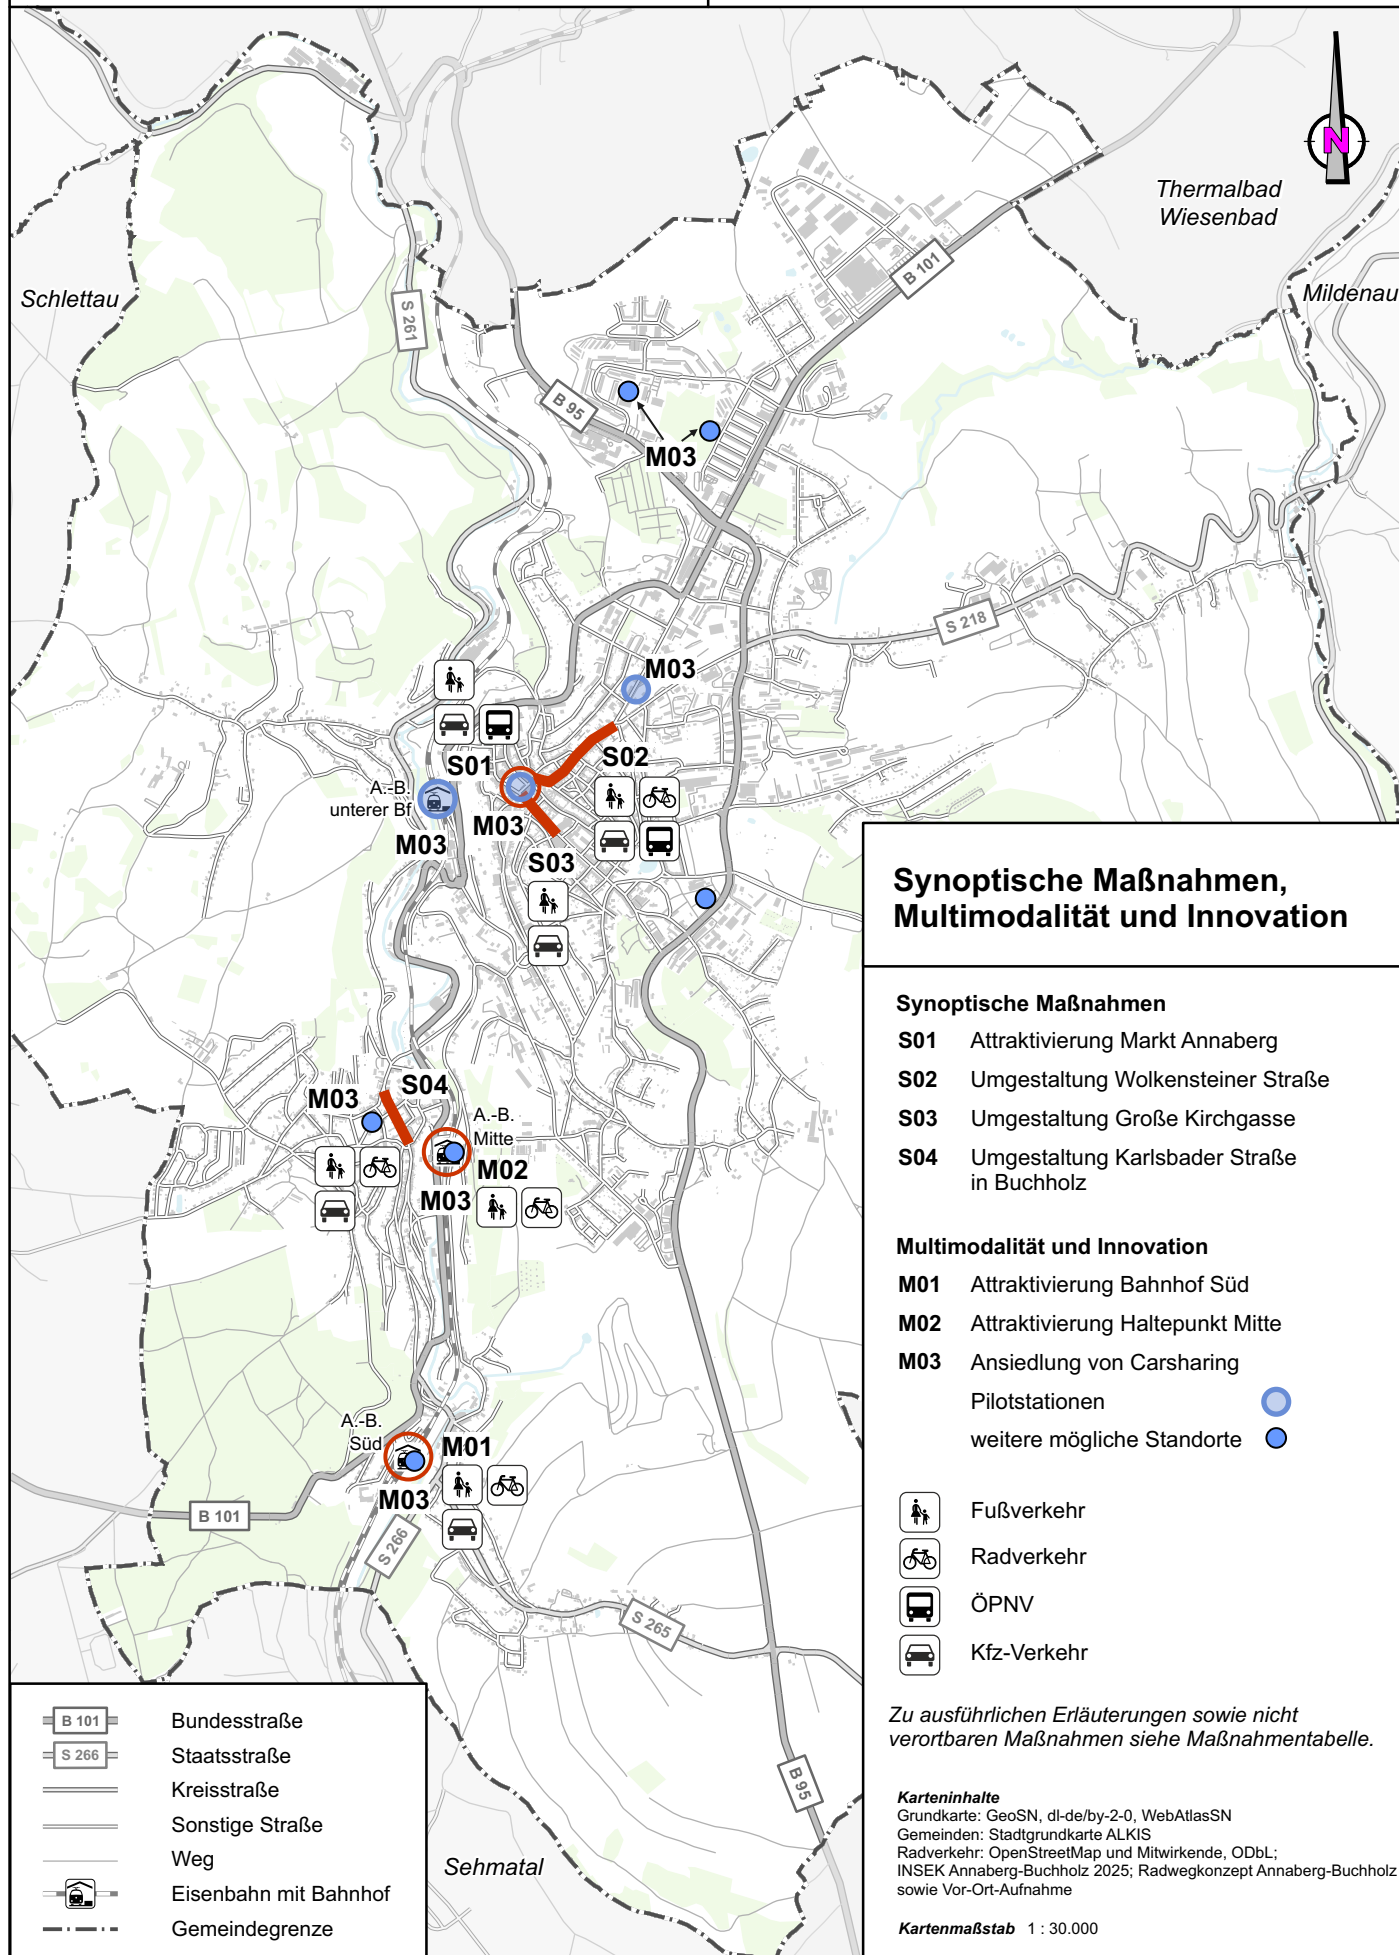 N
Thermalbad
Wiesenbad
Schlettau
Mildenau
S 261
B 101
B 95
M03
S 218
M03
S01
S02
A.-B.
unterer Bf
M03
M03
S03
S04
M03
A.-B.
Mitte
M02
M03
A.-B.
Süd
M01
M03
B 101
S 266
S 265
B 95
Sehmatal
Synoptische Maßnahmen,
Multimodalität und Innovation
Synoptische Maßnahmen
S01 Attraktivierung Markt Annaberg
S02 Umgestaltung Wolkensteiner Straße
S03 Umgestaltung Große Kirchgasse
S04 Umgestaltung Karlsbader Straße
in Buchholz
Multimodalität und Innovation
M01 Attraktivierung Bahnhof Süd
M02 Attraktivierung Haltepunkt Mitte
M03 Ansiedlung von Carsharing
Pilotstationen
weitere mögliche Standorte
Fußverkehr
Radverkehr
ÖPNV
Kfz-Verkehr
Zu ausführlichen Erläuterungen sowie nicht
verortbaren Maßnahmen siehe Maßnahmentabelle.
Karteninhalte
Grundkarte: GeoSN, dl-de/by-2-0, WebAtlasSN
Gemeinden: Stadtgrundkarte ALKIS
Radverkehr: OpenStreetMap und Mitwirkende, ODbL;
INSEK Annaberg-Buchholz 2025; Radwegkonzept Annaberg-Buchholz
sowie Vor-Ort-Aufnahme
Kartenmaßstab 1 : 30.000
B 101 Bundesstraße
S 266 Staatsstraße
Kreisstraße
Sonstige Straße
Weg
Eisenbahn mit Bahnhof
Gemeindegrenze